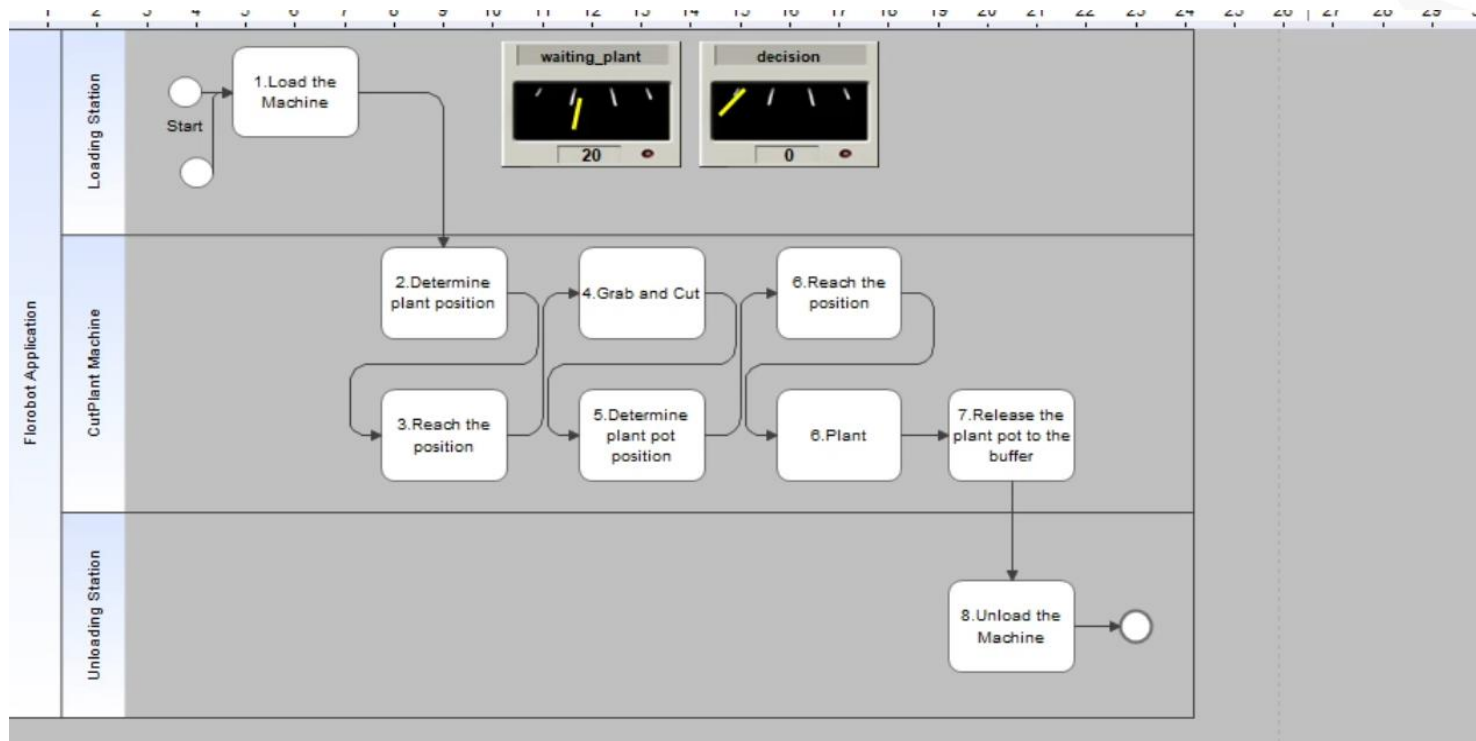 waiting_plant
decision
20
0
Florobot Application
Loading Station
Start
1.Load the
Machine
CutPlant Machine
2.Determine
plant position
4.Grab and Cut
6.Reach the
position
3.Reach the
position
5.Determine
plant pot
position
6.Plant
7.Release the
plant pot to the
buffer
Unloading Station
8.Unload the
Machine